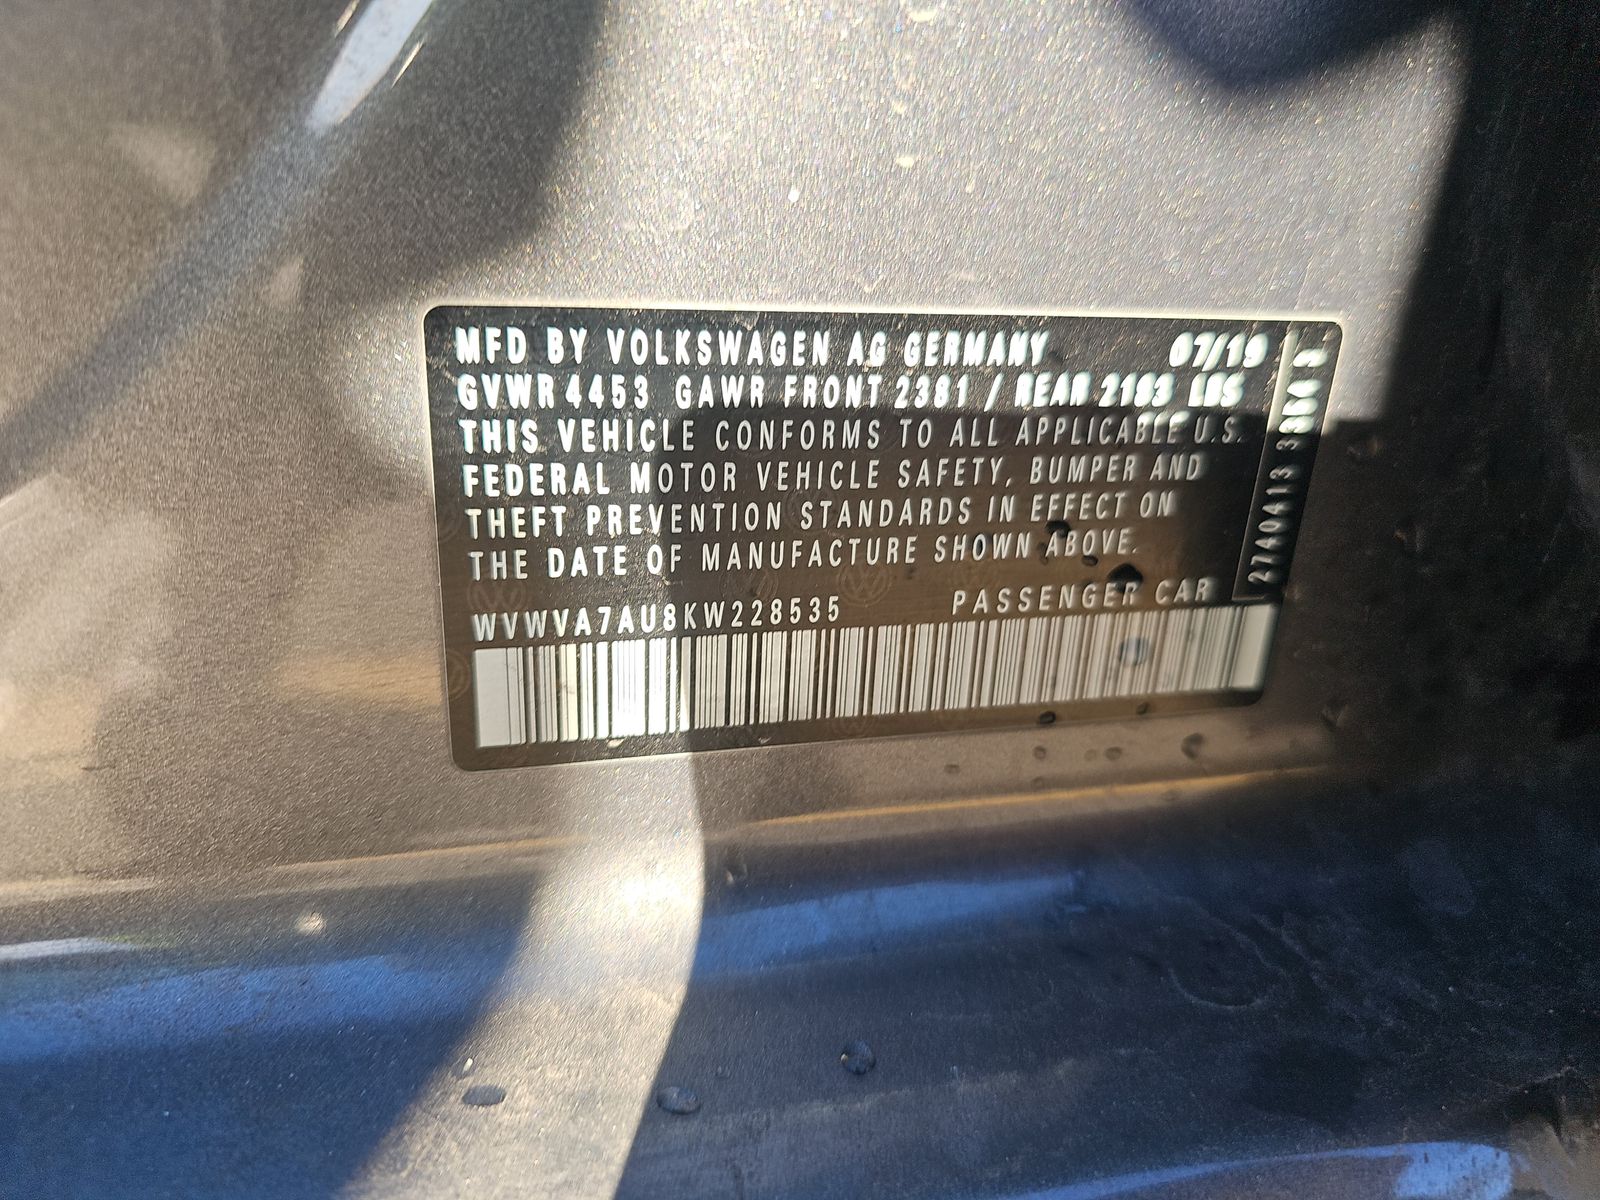 MFD BY VOLKSWAGEN AG GERMANY 07/19
GVWR 4453 GAWR FRONT 2381 / REAR 2183 LBS
THIS VEHICLE CONFORMS TO ALL APPLICABLE U.S.
FEDERAL MOTOR VEHICLE SAFETY, BUMPER AND
THEFT PREVENTION STANDARDS IN EFFECT ON
THE DATE OF MANUFACTURE SHOWN ABOVE.
WVWVA7AU8KW228535 PASSENGER CAR